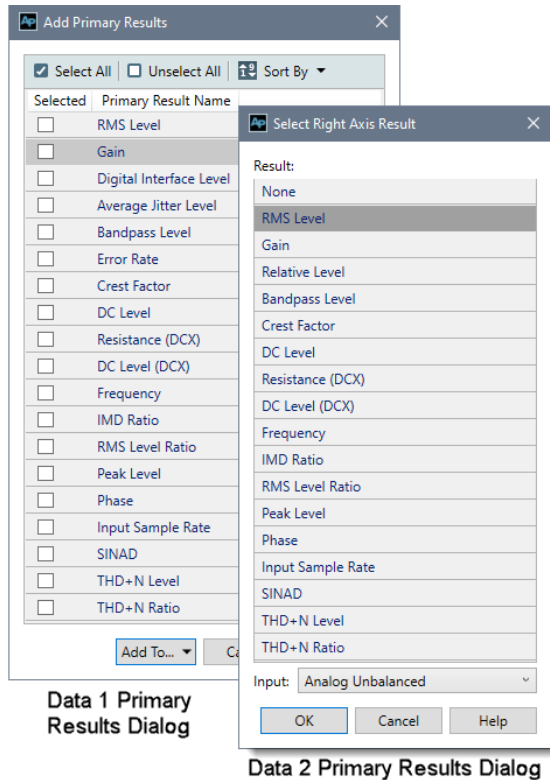 Ap Add Primary Results
Select All Unselect All Sort By
Selected Primary Result Name
RMS Level
Gain
Digital Interface Level
Average Jitter Level
Bandpass Level
Error Rate
Crest Factor
DC Level
Resistance (DCX)
DC Level (DCX)
Frequency
IMD Ratio
RMS Level Ratio
Peak Level
Phase
Input Sample Rate
SINAD
THD+N Level
THD+N Ratio
Add To...
Data 1 Primary
Results Dialog
Ap Select Right Axis Result
Result:
None
RMS Level
Gain
Relative Level
Bandpass Level
Crest Factor
DC Level
Resistance (DCX)
DC Level (DCX)
Frequency
IMD Ratio
RMS Level Ratio
Peak Level
Phase
Input Sample Rate
SINAD
THD+N Level
THD+N Ratio
Input: Analog Unbalanced
OK Cancel Help
Data 2 Primary Results Dialog